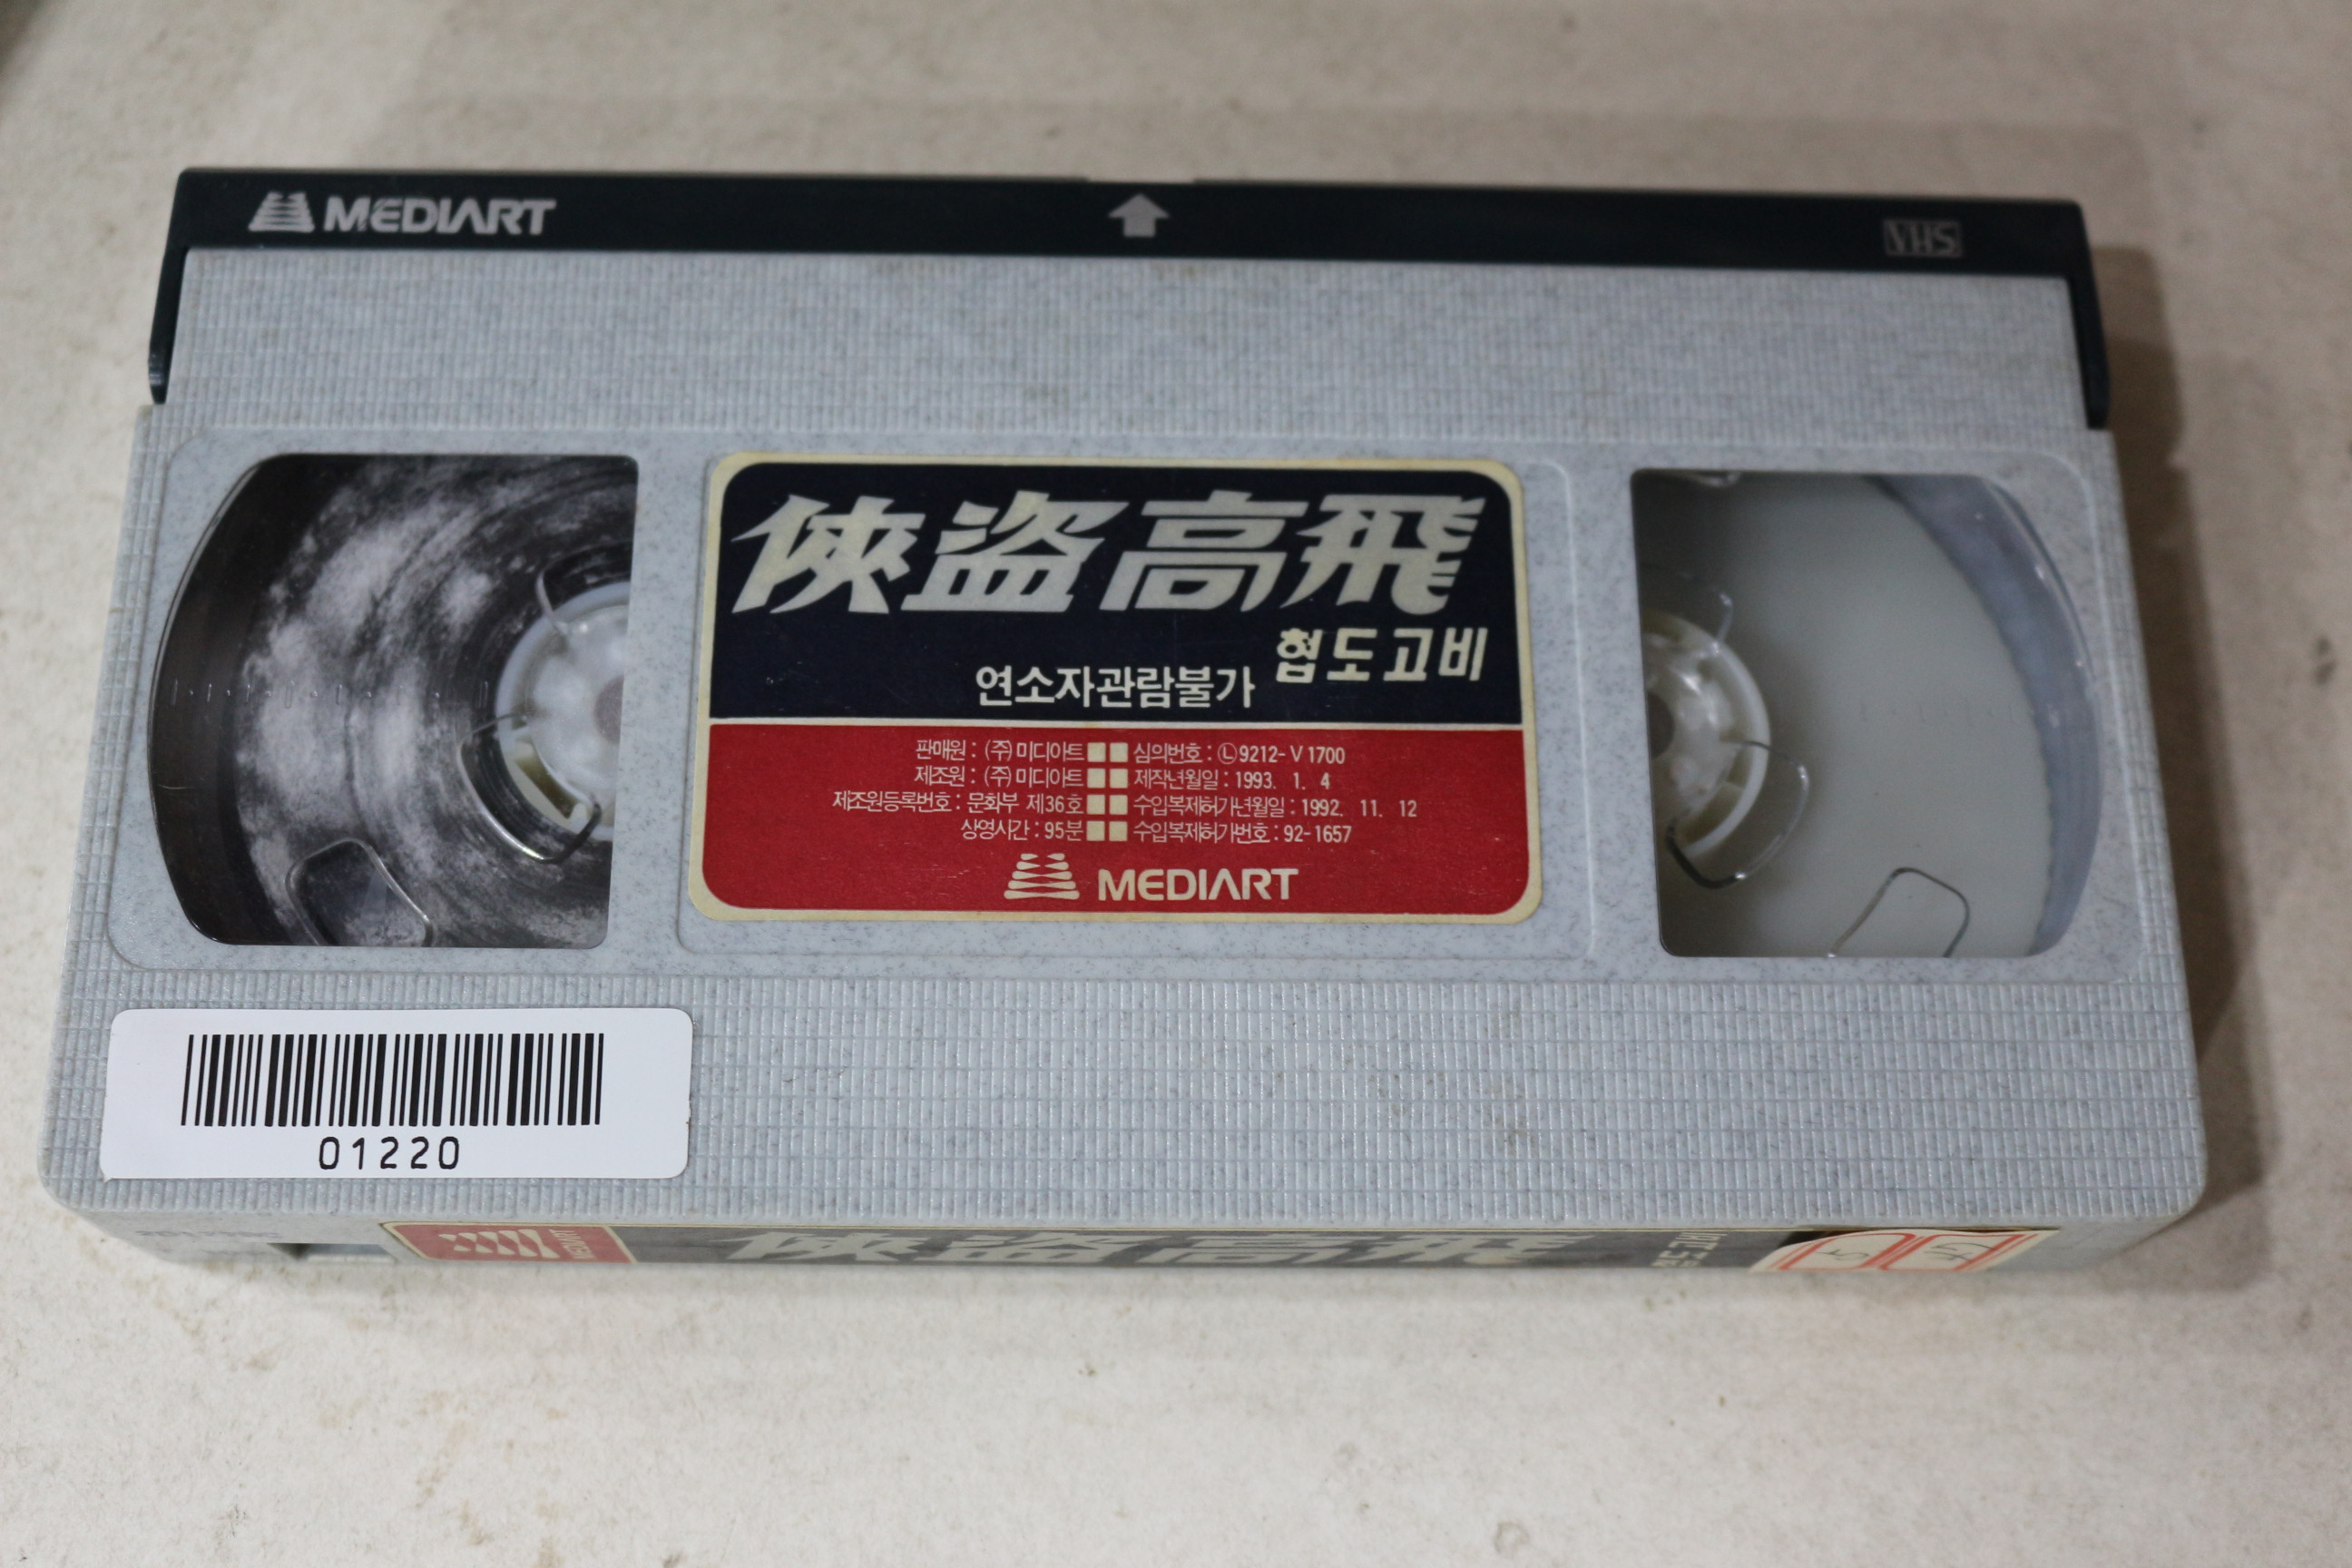 MEDIART
VHS
俠盜高飛
협도고비
연소자관람불가
판매원 : (주) 미디아트 심의번호 : Ⓛ9212-V1700
제조원 : (주) 미디아트 제작년월일 : 1993. 1. 4
제조원등록번호 : 문화부 제36호 수입복제허가년월일 : 1992. 11. 12
상영시간 : 95분 수입복제허가번호 : 92-1657
MEDIART
01220
MEDIART 俠盜高飛